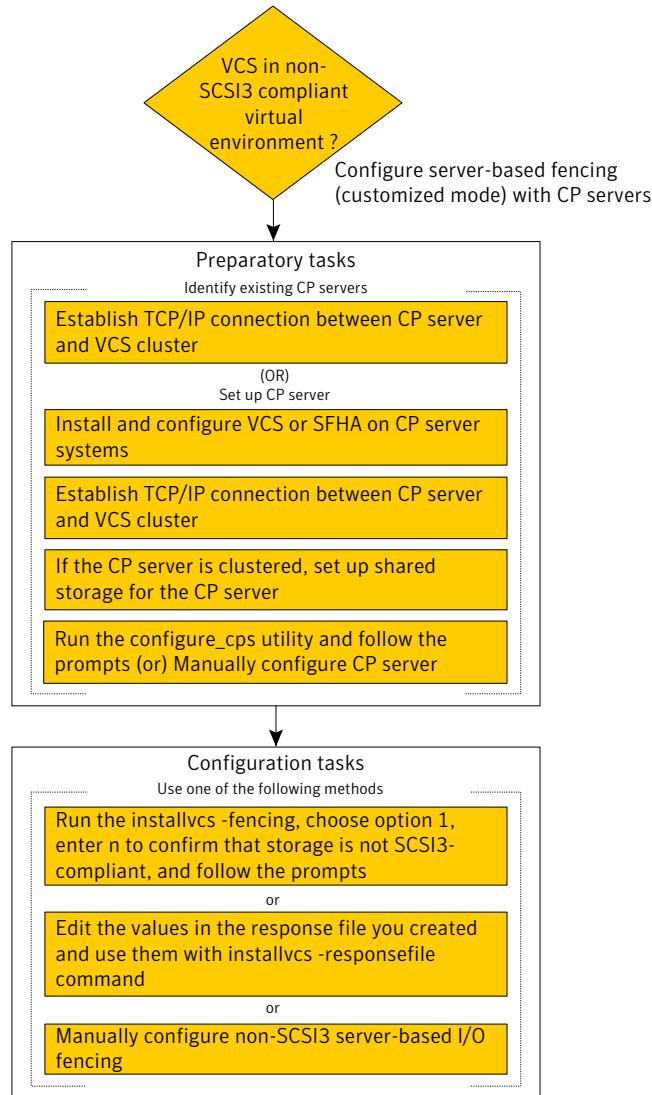 VCS in non-
SCSI3 compliant
virtual
environment ?
Configure server-based fencing
(customized mode) with CP servers
Preparatory tasks
Identify existing CP servers
Establish TCP/IP connection between CP server
and VCS cluster
(OR)
Set up CP server
Install and configure VCS or SFHA on CP server
systems
Establish TCP/IP connection between CP server
and VCS cluster
If the CP server is clustered, set up shared
storage for the CP server
Run the configure_cps utility and follow the
prompts (or) Manually configure CP server
Configuration tasks
Use one of the following methods
Run the installvcs -fencing, choose option 1,
enter n to confirm that storage is not SCSI3-
compliant, and follow the prompts
or
Edit the values in the response file you created
and use them with installvcs -responsefile
command
or
Manually configure non-SCSI3 server-based I/O
fencing